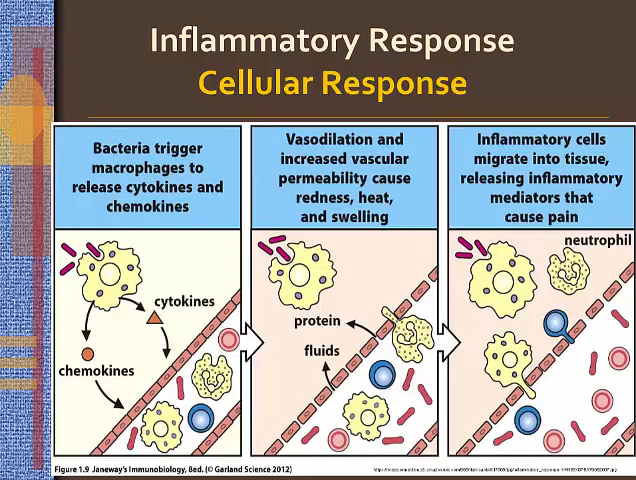 Inflammatory Response
Cellular Response
Bacteria trigger
macrophages to
release cytokines and
chemokines
Vasodilation and
increased vascular
permeability cause
redness, heat,
and swelling
Inflammatory cells
migrate into tissue,
releasing inflammatory
mediators that
cause pain
cytokines
chemokines
protein
fluids
neutrophil
Figure 1.9 Janeway's Immunobiology, 8ed. (© Garland Science 2012)